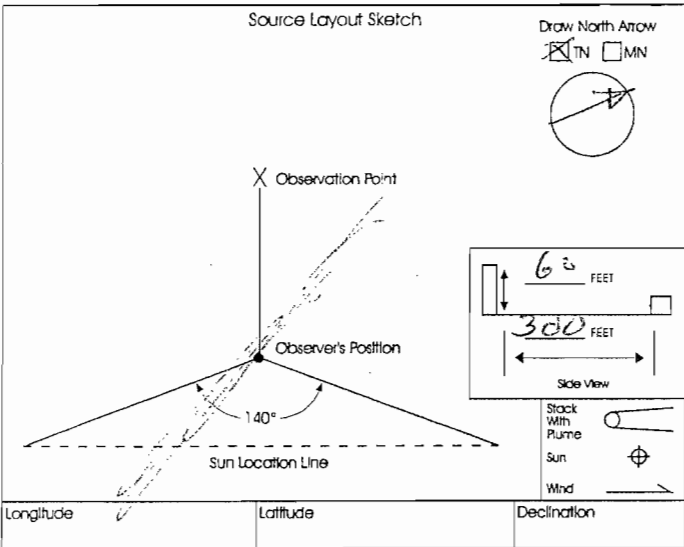 Source Layout Sketch
Draw North Arrow
TN MN
X Observation Point
60 FEET
Observer's Position
300 FEET
Side View
140°
Stack
With
Plume
Sun Location Line
Sun
Wind
Longitude
Latitude
Declination